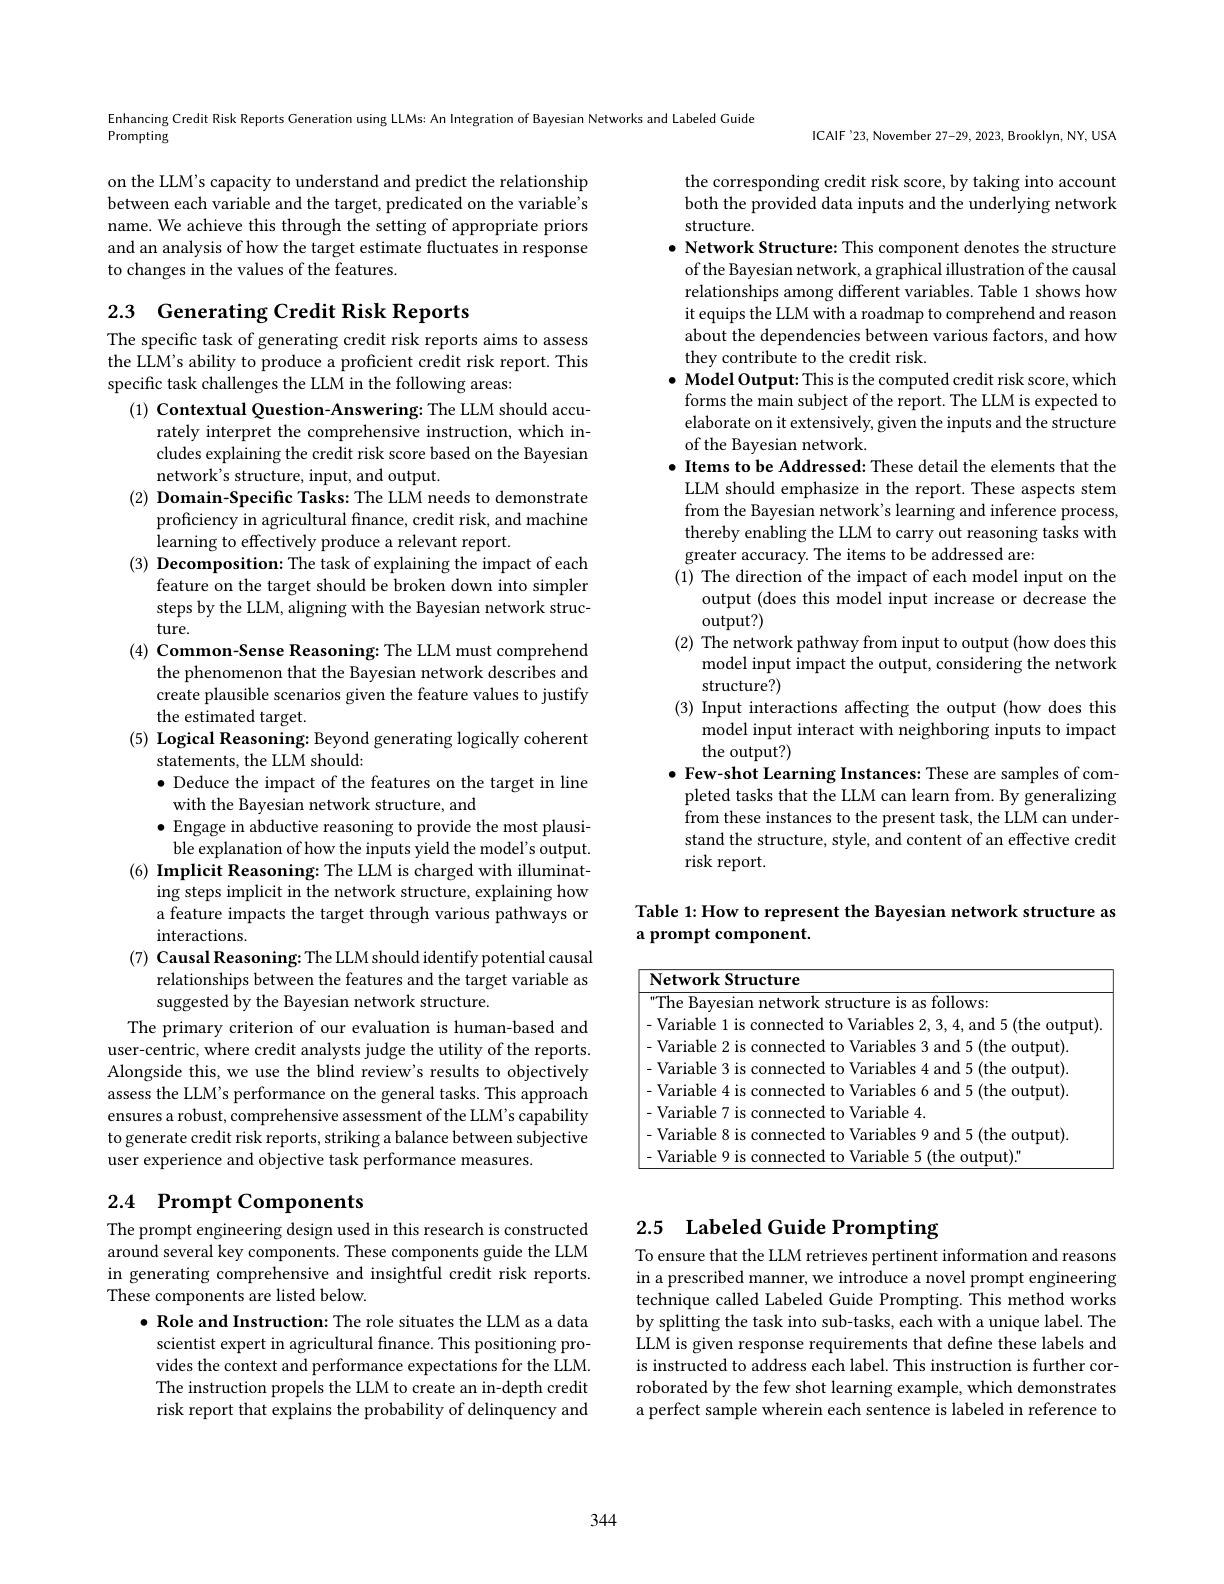 Enhancing Credit Risk Reports Generation using LLMs: An Integration of Bayesian Networks and Labeled Guide
Prompting
ICAIF ’23, November 27–29, 2023, Brooklyn, NY, USA
on the LLM’s capacity to understand and predict the relationship
between each variable and the target, predicated on the variable’s
name. We achieve this through the setting of appropriate priors
and an analysis of how the target estimate fluctuates in response
to changes in the values of the features.
2.3 Generating Credit Risk Reports
The specific task of generating credit risk reports aims to assess
the LLM’s ability to produce a proficient credit risk report. This
specific task challenges the LLM in the following areas:
(1) Contextual Question-Answering: The LLM should accu-
rately interpret the comprehensive instruction, which in-
cludes explaining the credit risk score based on the Bayesian
network’s structure, input, and output.
(2) Domain-Specific Tasks: The LLM needs to demonstrate
proficiency in agricultural finance, credit risk, and machine
learning to effectively produce a relevant report.
(3) Decomposition: The task of explaining the impact of each
feature on the target should be broken down into simpler
steps by the LLM, aligning with the Bayesian network struc-
ture.
(4) Common-Sense Reasoning: The LLM must comprehend
the phenomenon that the Bayesian network describes and
create plausible scenarios given the feature values to justify
the estimated target.
(5) Logical Reasoning: Beyond generating logically coherent
statements, the LLM should:
• Deduce the impact of the features on the target in line
with the Bayesian network structure, and
• Engage in abductive reasoning to provide the most plausi-
ble explanation of how the inputs yield the model’s output.
(6) Implicit Reasoning: The LLM is charged with illuminat-
ing steps implicit in the network structure, explaining how
a feature impacts the target through various pathways or
interactions.
(7) Causal Reasoning: The LLM should identify potential causal
relationships between the features and the target variable as
suggested by the Bayesian network structure.
The primary criterion of our evaluation is human-based and
user-centric, where credit analysts judge the utility of the reports.
Alongside this, we use the blind review’s results to objectively
assess the LLM’s performance on the general tasks. This approach
ensures a robust, comprehensive assessment of the LLM’s capability
to generate credit risk reports, striking a balance between subjective
user experience and objective task performance measures.
2.4 Prompt Components
The prompt engineering design used in this research is constructed
around several key components. These components guide the LLM
in generating comprehensive and insightful credit risk reports.
These components are listed below.
• Role and Instruction: The role situates the LLM as a data
scientist expert in agricultural finance. This positioning pro-
vides the context and performance expectations for the LLM.
The instruction propels the LLM to create an in-depth credit
risk report that explains the probability of delinquency and
the corresponding credit risk score, by taking into account
both the provided data inputs and the underlying network
structure.
• Network Structure: This component denotes the structure
of the Bayesian network, a graphical illustration of the causal
relationships among different variables. Table 1 shows how
it equips the LLM with a roadmap to comprehend and reason
about the dependencies between various factors, and how
they contribute to the credit risk.
• Model Output: This is the computed credit risk score, which
forms the main subject of the report. The LLM is expected to
elaborate on it extensively, given the inputs and the structure
of the Bayesian network.
• Items to be Addressed: These detail the elements that the
LLM should emphasize in the report. These aspects stem
from the Bayesian network’s learning and inference process,
thereby enabling the LLM to carry out reasoning tasks with
greater accuracy. The items to be addressed are:
(1) The direction of the impact of each model input on the
output (does this model input increase or decrease the
output?)
(2) The network pathway from input to output (how does this
model input impact the output, considering the network
structure?)
(3) Input interactions affecting the output (how does this
model input interact with neighboring inputs to impact
the output?)
• Few-shot Learning Instances: These are samples of com-
pleted tasks that the LLM can learn from. By generalizing
from these instances to the present task, the LLM can under-
stand the structure, style, and content of an effective credit
risk report.
Table 1: How to represent the Bayesian network structure as
a prompt component.
Network Structure
"The Bayesian network structure is as follows:
- Variable 1 is connected to Variables 2, 3, 4, and 5 (the output).
- Variable 2 is connected to Variables 3 and 5 (the output).
- Variable 3 is connected to Variables 4 and 5 (the output).
- Variable 4 is connected to Variables 6 and 5 (the output).
- Variable 7 is connected to Variable 4.
- Variable 8 is connected to Variables 9 and 5 (the output).
- Variable 9 is connected to Variable 5 (the output)."
2.5 Labeled Guide Prompting
To ensure that the LLM retrieves pertinent information and reasons
in a prescribed manner, we introduce a novel prompt engineering
technique called Labeled Guide Prompting. This method works
by splitting the task into sub-tasks, each with a unique label. The
LLM is given response requirements that define these labels and
is instructed to address each label. This instruction is further cor-
roborated by the few shot learning example, which demonstrates
a perfect sample wherein each sentence is labeled in reference to
344